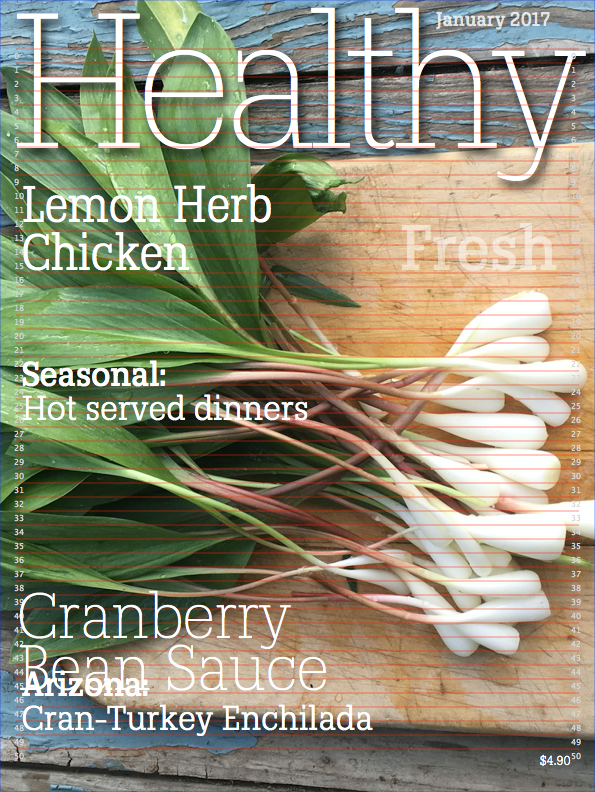 January 2017
Healthy
Lemon Herb
Chicken
Fresh
Seasonal:
Hot served dinners
Cranberry
Bean Sauce
Arizona:
Cran-Turkey Enchilada
$4.90